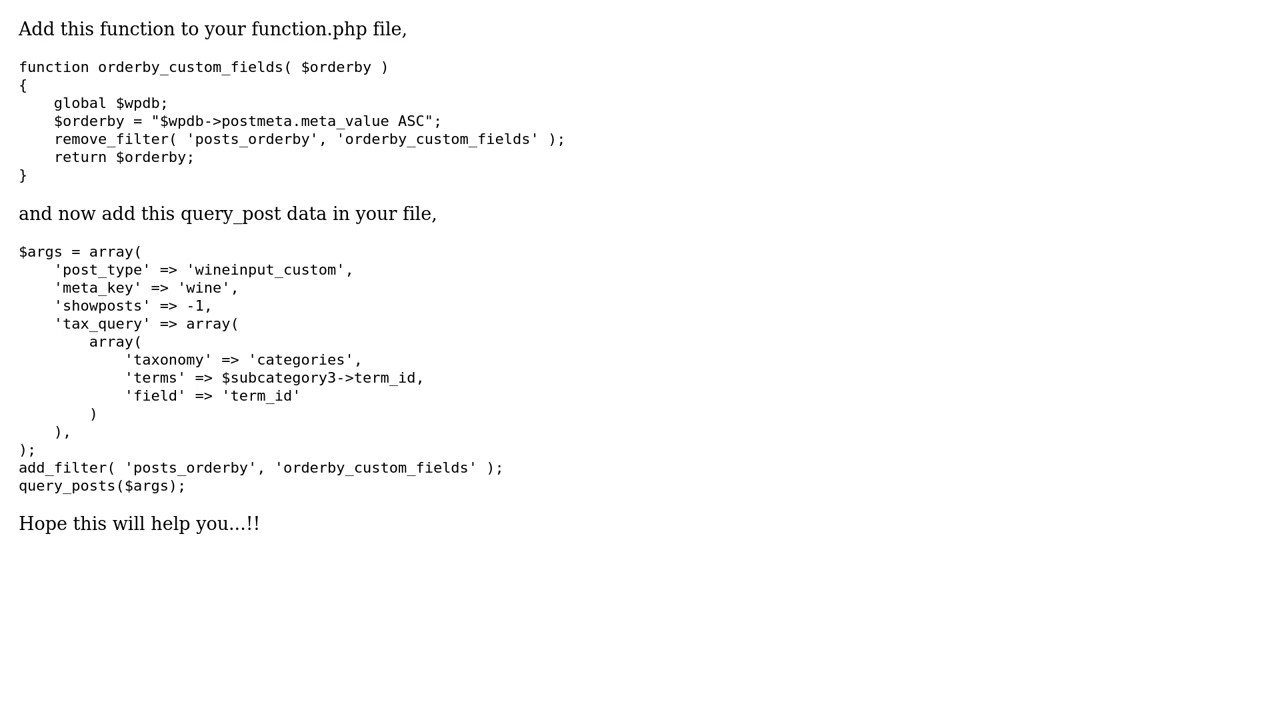 Add this function to your function.php file,
function orderby_custom_fields( $orderby )
{
    global $wpdb;
    $orderby = "$wpdb->postmeta.meta_value ASC";
    remove_filter( 'posts_orderby', 'orderby_custom_fields' );
    return $orderby;
}
and now add this query_post data in your file,
$args = array(
    'post_type' => 'wineinput_custom',
    'meta_key' => 'wine',
    'showposts' => -1,
    'tax_query' => array(
        array(
            'taxonomy' => 'categories',
            'terms' => $subcategory3->term_id,
            'field' => 'term_id'
        )
    ),
);
add_filter( 'posts_orderby', 'orderby_custom_fields' );
query_posts($args);
Hope this will help you...!!